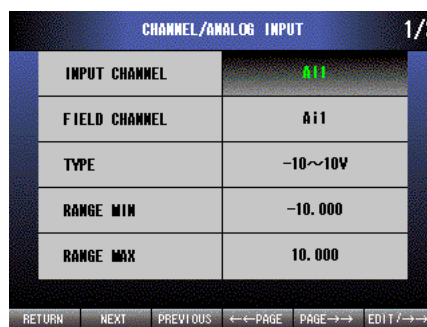 CHANNEL/ANALOG INPUT 1/
INPUT CHANNEL AI1
FIELD CHANNEL Ai1
TYPE -10～10V
RANGE MIN -10.000
RANGE MAX 10.000
RETURN NEXT PREVIOUS ←←PAGE PAGE→→ EDIT/→→